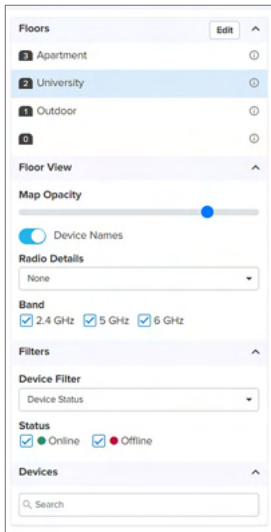 Floors Edit
3 Apartment
2 University
1 Outdoor
0
Floor View
Map Opacity
Device Names
Radio Details
None
Band
2.4 GHz 5 GHz 6 GHz
Filters
Device Filter
Device Status
Status
Online Offline
Devices
Search